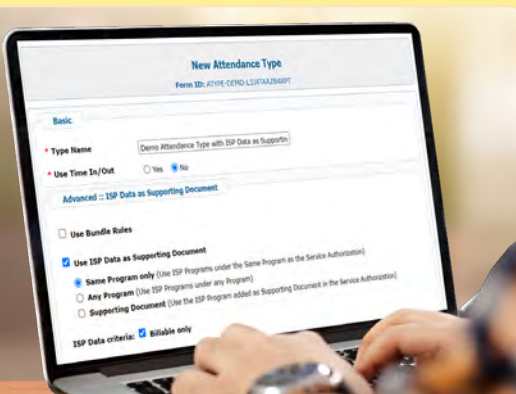 New Attendance Type
Form ID:
Basic
* Type Name
Demo Attendance Type with ISP Data as Supportin
* Use Time In/Out
Yes
No
Advanced :: ISP Data as Supporting Document
Use Bundle Rules
Use ISP Data as Supporting Document
Same Program only (Use ISP Programs under the Same Program as the Service Authorization)
Any Program (Use ISP Programs under any Program)
Supporting Document (Use the ISP Program added as Supporting Document in the Service Authorization)
ISP Data criteria: Billable only